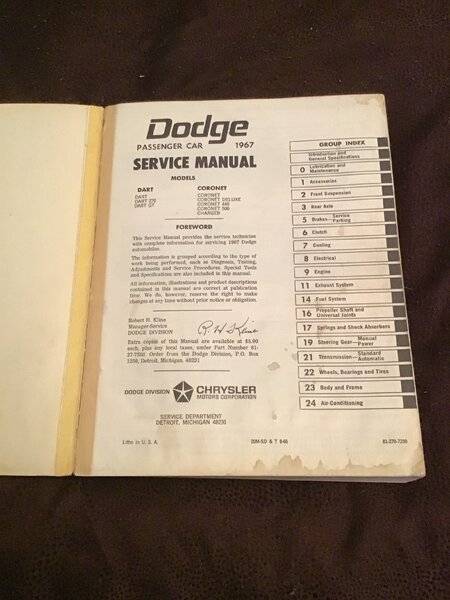 Dodge
PASSENGER CAR 1967
SERVICE MANUAL
MODELS
DART
DART
DART 270
DART GT
CORONET
CORONET
CORONET DELUXE
CORONET 440
CORONET 500
CHARGER
FOREWORD
This Service Manual provides the service technician
with complete information for servicing 1967 Dodge
automobiles.
The information is grouped according to the type of
work being performed, such as Diagnosis, Testing,
Adjustments and Service Procedures. Special Tools
and Specifications are also included in this manual.
All information, illustrations and product descriptions
contained in this manual are correct at publication
time. We do, however, reserve the right to make
changes at any time without prior notice or obligation.
Robert H. Kline
Manager-Service
DODGE DIVISION
R H Kline
Extra copies of this Manual are available at $5.00
each, plus any local taxes, under Part Number 81-
Order from the Dodge Division, P.O. Box
1259, Detroit, Michigan 48231
DODGE DIVISION CHRYSLER
MOTORS CORPORATION
SERVICE DEPARTMENT
DETROIT, MICHIGAN 48231
Litho in U. S. A.
81-270-7250
GROUP INDEX
Introduction and
General Specifications
0 Lubrication and
Maintenance
1 Accessories
2 Front Suspension
3 Rear Axle
5 Brakes—Service
—Parking
6 Clutch
7 Cooling
8 Electrical
9 Engine
11 Exhaust System
14 Fuel System
16 Propeller Shaft and
Universal Joints
17 Springs and Shock Absorbers
19 Steering Gear—Manual
Power
21 Transmission—Standard
Automatic
22 Wheels, Bearings and Tires
23 Body and Frame
24 Air-Conditioning